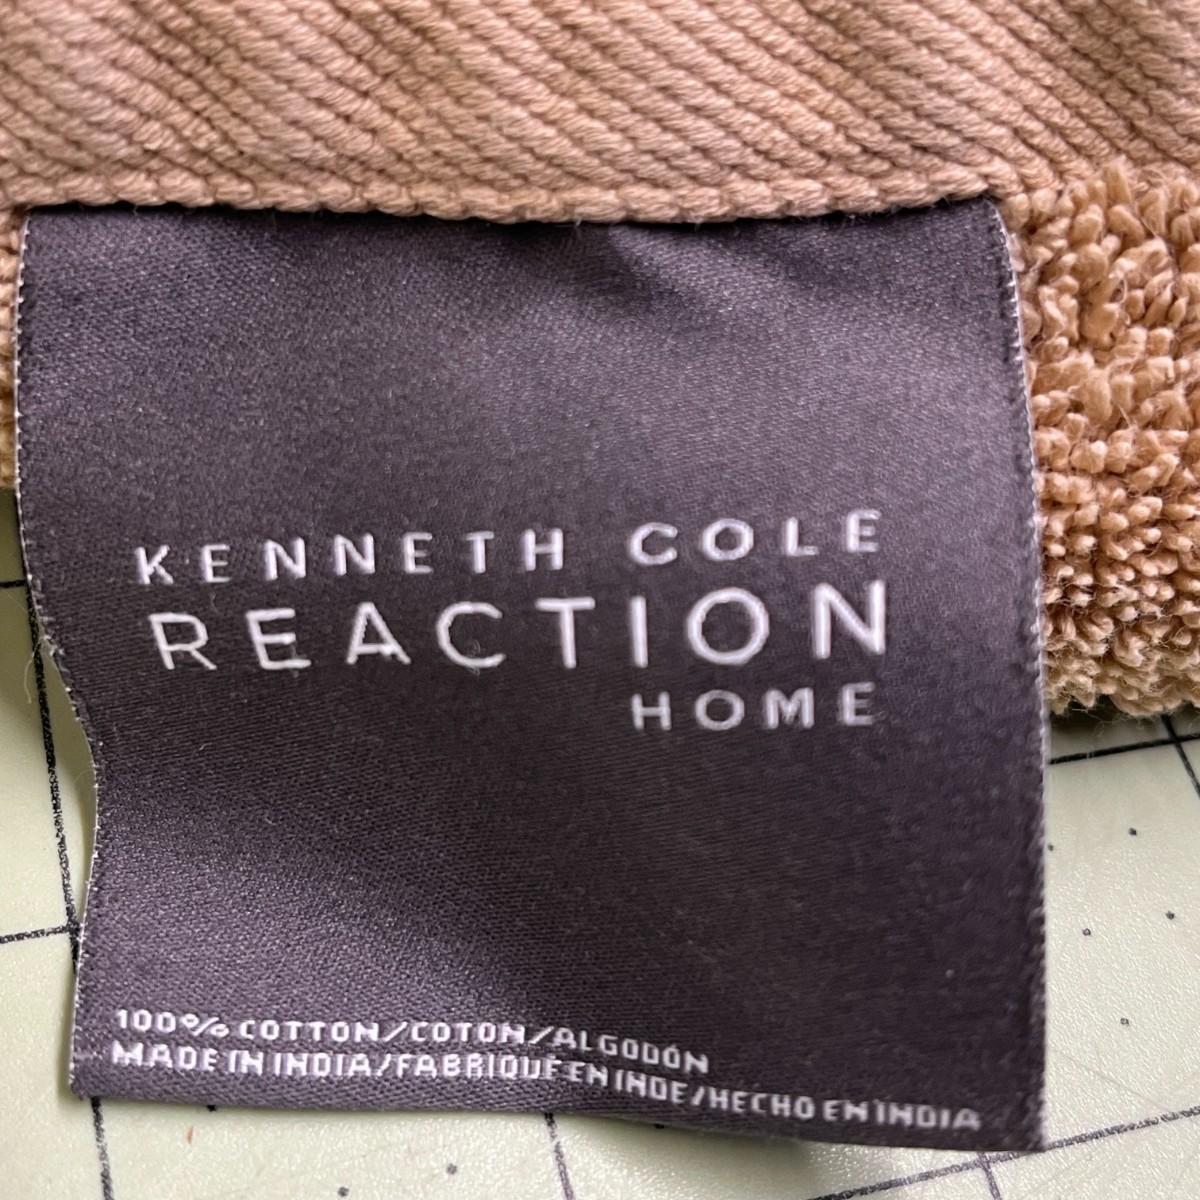 KENNETH COLE
REACTION
HOME
100% COTTON/COTON/ALGODÓN
MADE IN INDIA/FABRIQUÉ EN INDE/HECHO EN INDIA